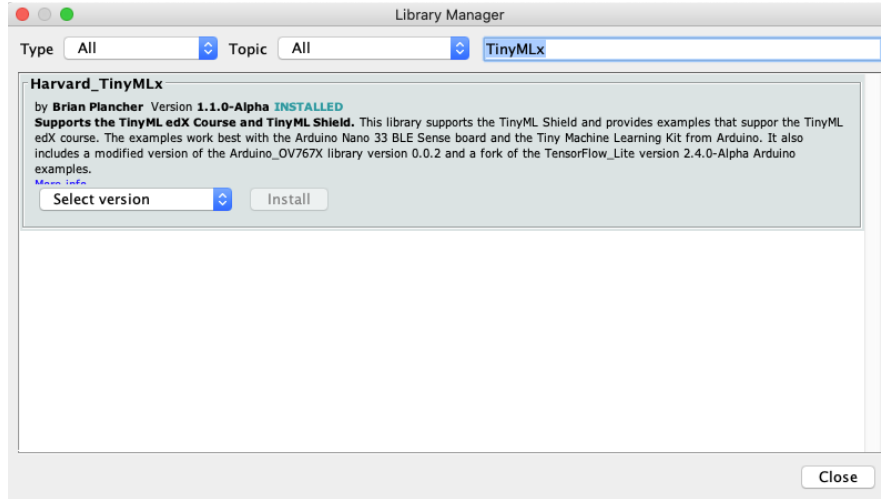 Library Manager
Type All Topic All TinyMLx
Harvard_TinyMLx
by Brian Plancher Version 1.1.0-Alpha INSTALLED
Supports the TinyML edX Course and TinyML Shield. This library supports the TinyML Shield and provides examples that suppor the TinyML
edX course. The examples work best with the Arduino Nano 33 BLE Sense board and the Tiny Machine Learning Kit from Arduino. It also
includes a modified version of the Arduino_OV767X library version 0.0.2 and a fork of the TensorFlow_Lite version 2.4.0-Alpha Arduino
examples.
More info
Select version Install
Close